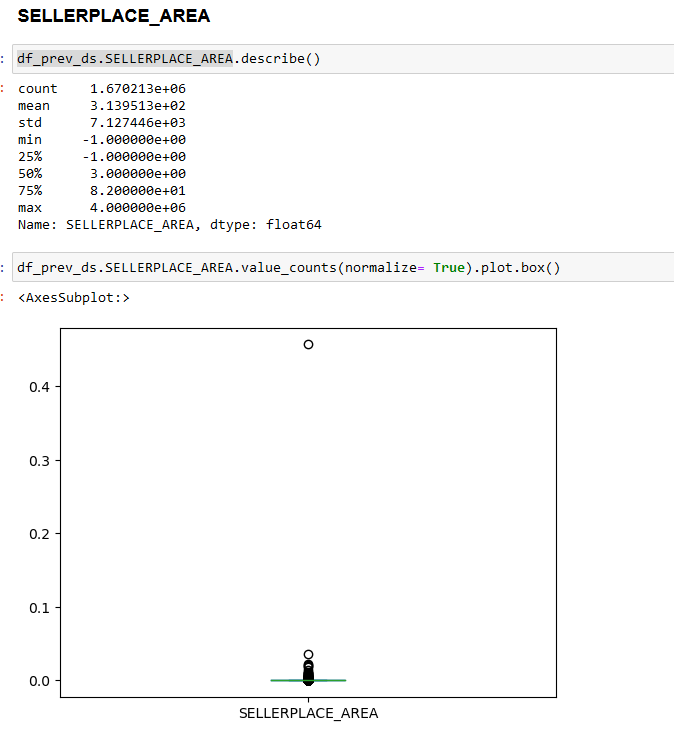 SELLERPLACE_AREA
: df_prev_ds.SELLERPLACE_AREA.describe()
: count    1.670213e+06
mean     3.139513e+02
std      7.127446e+03
min     -1.000000e+00
25%     -1.000000e+00
50%      3.000000e+00
75%      8.200000e+01
max      4.000000e+06
Name: SELLERPLACE_AREA, dtype: float64
: df_prev_ds.SELLERPLACE_AREA.value_counts(normalize= True).plot.box()
: <AxesSubplot:>
0.4
0.3
0.2
0.1
0.0
SELLERPLACE_AREA